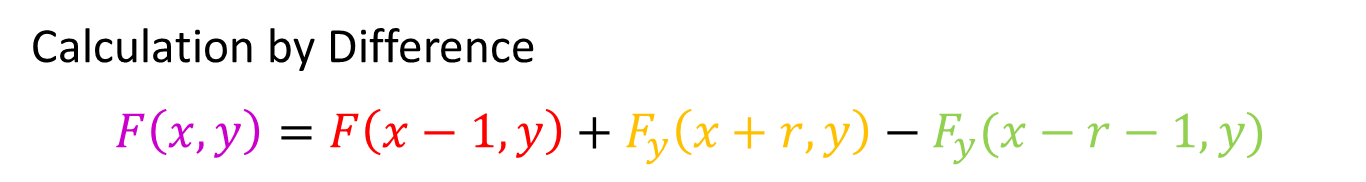 Calculation by Difference
F(x, y) = F(x − 1, y) + F_y(x + r, y) − F_y(x − r − 1, y)